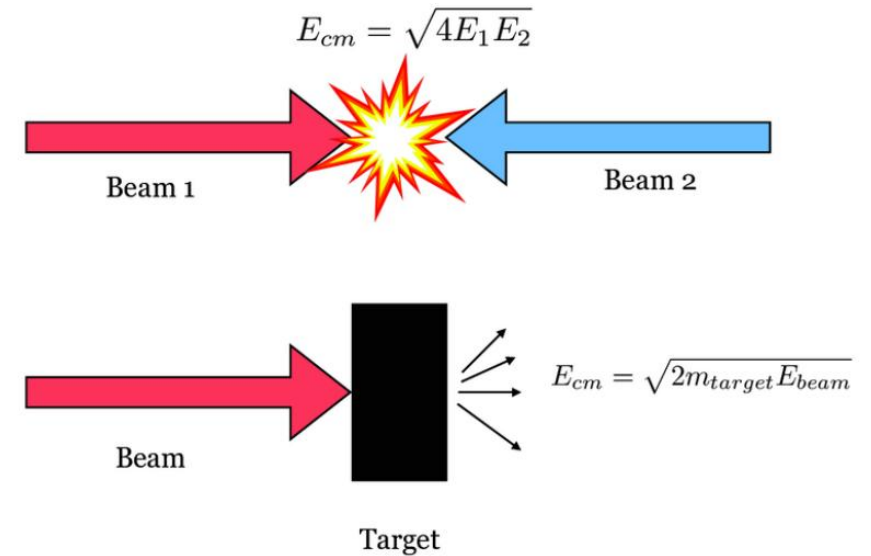 E_{cm} = \sqrt{4E_1E_2}
Beam 1
Beam 2
E_{cm} = \sqrt{2m_{target}E_{beam}}
Beam
Target